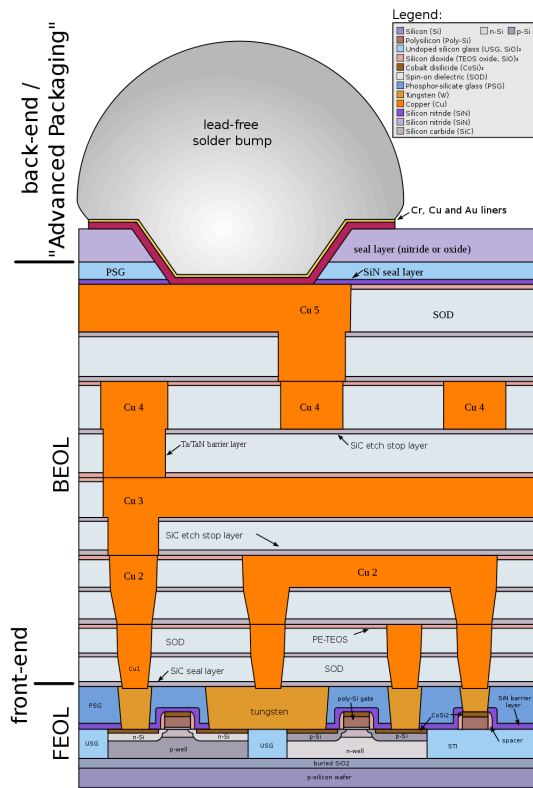 Legend:
Silicon (Si)
n-Si
p-Si
Polysilicon (Poly-Si)
Undoped silicon glass (USG, SiO)₂
Silicon dioxide (TEOS oxide, SiO)₂
Cobalt disilicide (CoSi)₂
Spin-on dielectric (SOD)
Phosphor-silicate glass (PSG)
Tungsten (W)
Copper (Cu)
Silicon nitride (SiN)
Silicon nitride (SiN)
Silicon carbide (SiC)
back-end /
"Advanced Packaging"
lead-free
solder bump
Cr, Cu and Au liners
seal layer (nitride or oxide)
PSG
SiN seal layer
Cu 5
SOD
BEOL
Cu 4
Cu 4
Cu 4
Ta/TaN barrier layer
SiC etch stop layer
Cu 3
SiC etch stop layer
Cu 2
Cu 2
front-end
SOD
PE-TEOS
Cu1
SOD
SiC seal layer
FEOL
PSG
tungsten
poly-Si gate
CoSi2
SiN barrier
layer
spacer
USG
n-Si
n-Si
p-well
USG
p-Si
p-Si
n-well
STI
buried SiO2
p-silicon wafer